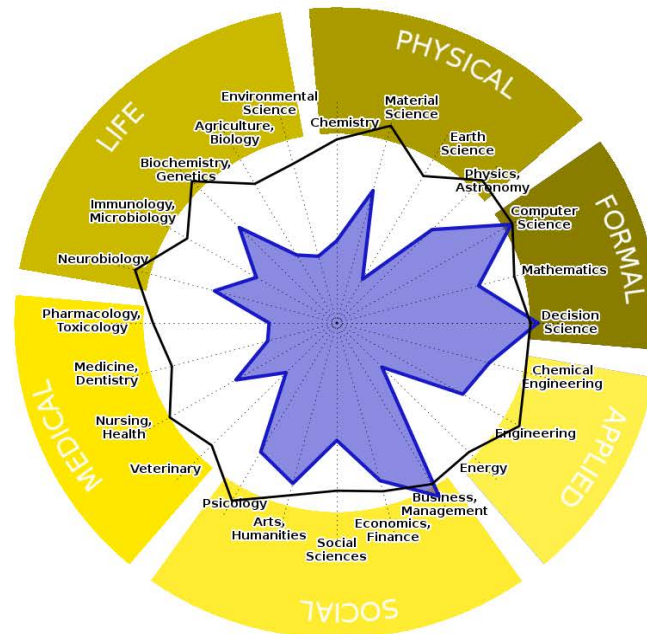 PHYSICAL
LIFE
FORMAL
MEDICAL
APPLIED
SOCIAL
Environmental
Science
Chemistry
Material
Science
Agriculture,
Biology
Earth
Science
Biochemistry,
Genetics
Physics,
Astronomy
Immunology,
Microbiology
Computer
Science
Neurobiology
Mathematics
Pharmacology,
Toxicology
Decision
Science
Medicine,
Dentistry
Chemical
Engineering
Nursing,
Health
Engineering
Veterinary
Energy
Psicology
Business,
Management
Arts,
Humanities
Economics,
Finance
Social
Sciences